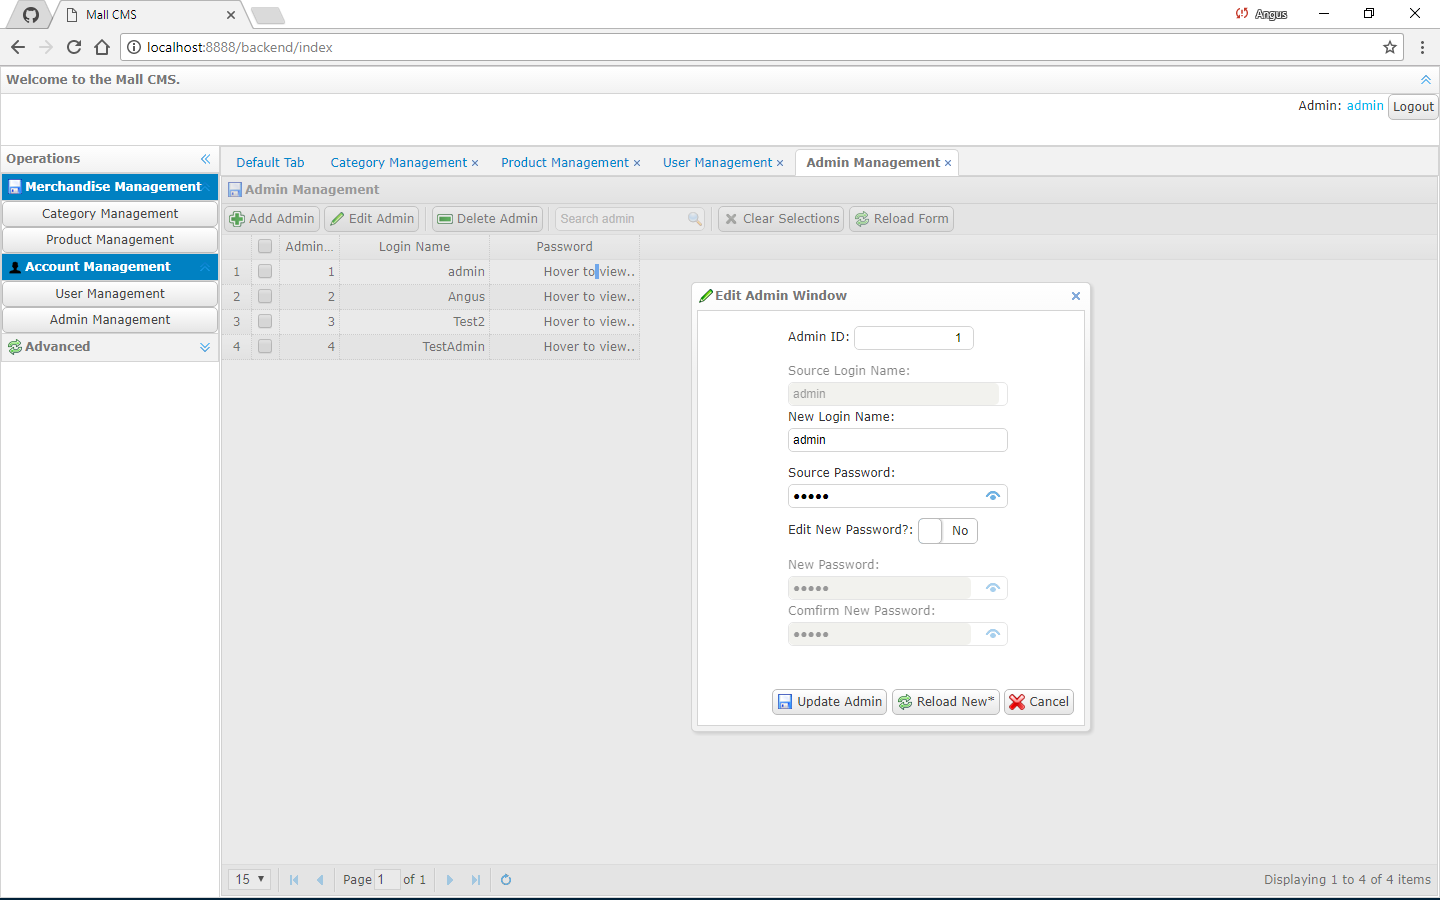 Mall CMS
Angus
localhost:8888/backend/index
Welcome to the Mall CMS.
Admin: admin Logout
Operations
Merchandise Management
Category Management
Product Management
Account Management
User Management
Admin Management
Advanced
Default Tab Category Management Product Management User Management Admin Management
Admin Management
Add Admin Edit Admin Delete Admin Search admin Clear Selections Reload Form
Admin... Login Name Password
1 1 admin Hover to view..
2 2 Angus Hover to view..
3 3 Test2 Hover to view..
4 4 TestAdmin Hover to view..
Edit Admin Window
Admin ID: 1
Source Login Name:
admin
New Login Name:
admin
Source Password:
•••••
Edit New Password?: No
New Password:
•••••
Comfirm New Password:
•••••
Update Admin Reload New* Cancel
15 Page 1 of 1 Displaying 1 to 4 of 4 items